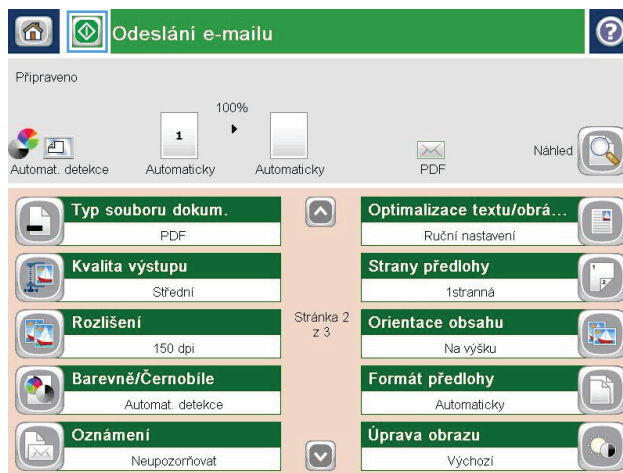 Odeslání e-mailu
?
Připraveno
100%
1
Automat. detekce
Automaticky
Automaticky
PDF
Náhled
Typ souboru dokum.
PDF
Kvalita výstupu
Střední
Rozlišení
150 dpi
Barevně/Černobíle
Automat. detekce
Oznámení
Neupozorňovat
Stránka 2
z 3
Optimalizace textu/obrá...
Ruční nastavení
Strany předlohy
1stranná
1
2
Orientace obsahu
Na výšku
Formát předlohy
Automaticky
Úprava obrazu
Výchozí